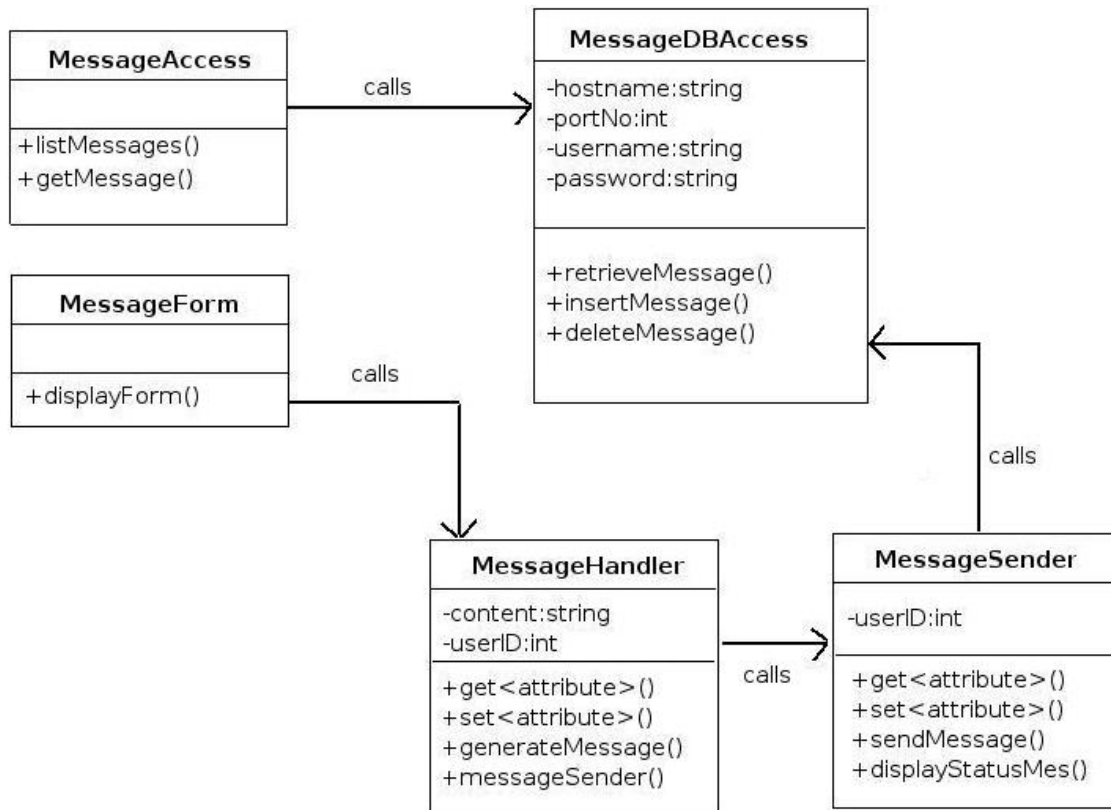 MessageAccess
+listMessages()
+getMessage()
calls
MessageDBAccess
-hostname:string
-portNo:int
-username:string
-password:string
+retrieveMessage()
+insertMessage()
+deleteMessage()
MessageForm
+displayForm()
calls
calls
MessageHandler
-content:string
-userID:int
+get<attribute>()
+set<attribute>()
+generateMessage()
+messageSender()
calls
MessageSender
-userID:int
+get<attribute>()
+set<attribute>()
+sendMessage()
+displayStatusMes()